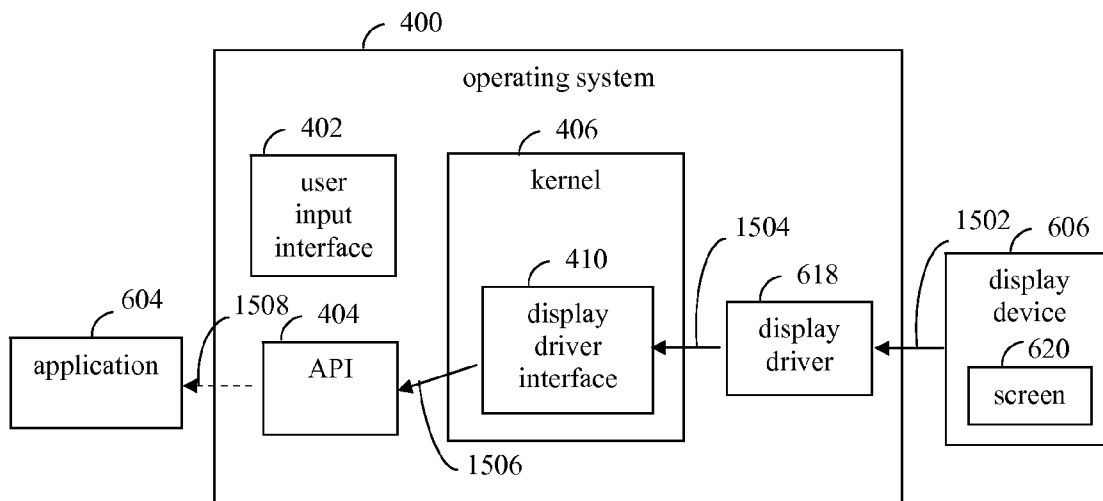 400
operating system
402
user
input
interface
406
kernel
410
display
driver
interface
1504
618
display
driver
1502
606
display
device
620
screen
604
application
1508
404
API
1506